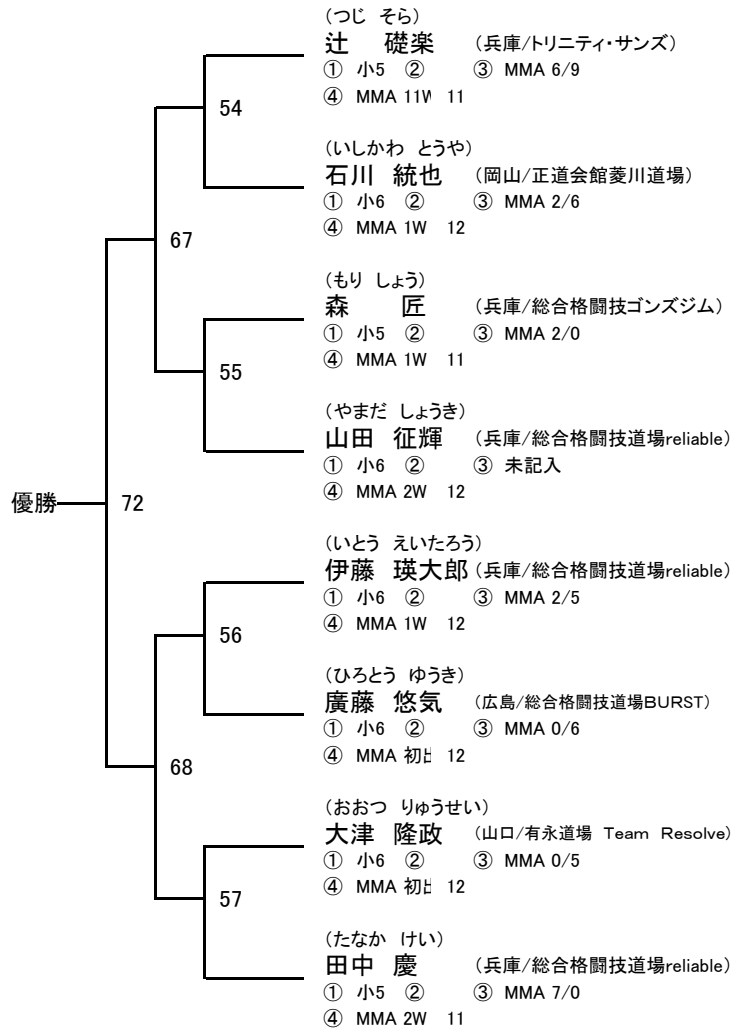 (つじ そら)
辻 礎楽 (兵庫/トリニティ・サンズ)
① 小5 ② ③ MMA 6/9
④ MMA 11W 11
54
(いしかわ とうや)
石川 統也 (岡山/正道会館菱川道場)
① 小6 ② ③ MMA 2/6
④ MMA 1W 12
67
(もり しょう)
森 匠 (兵庫/総合格闘技ゴンズジム)
① 小5 ② ③ MMA 2/0
④ MMA 1W 11
55
(やまだ しょうき)
山田 征輝 (兵庫/総合格闘技道場reliable)
① 小6 ② ③ 未記入
④ MMA 2W 12
優勝 72
(いとう えいたろう)
伊藤 瑛大郎 (兵庫/総合格闘技道場reliable)
① 小6 ② ③ MMA 2/5
④ MMA 1W 12
56
(ひろとう ゆうき)
廣藤 悠気 (広島/総合格闘技道場BURST)
① 小6 ② ③ MMA 0/6
④ MMA 初出 12
68
(おおつ りゅうせい)
大津 隆政 (山口/有永道場 Team Resolve)
① 小6 ② ③ MMA 0/5
④ MMA 初出 12
57
(たなか けい)
田中 慶 (兵庫/総合格闘技道場reliable)
① 小5 ② ③ MMA 7/0
④ MMA 2W 11